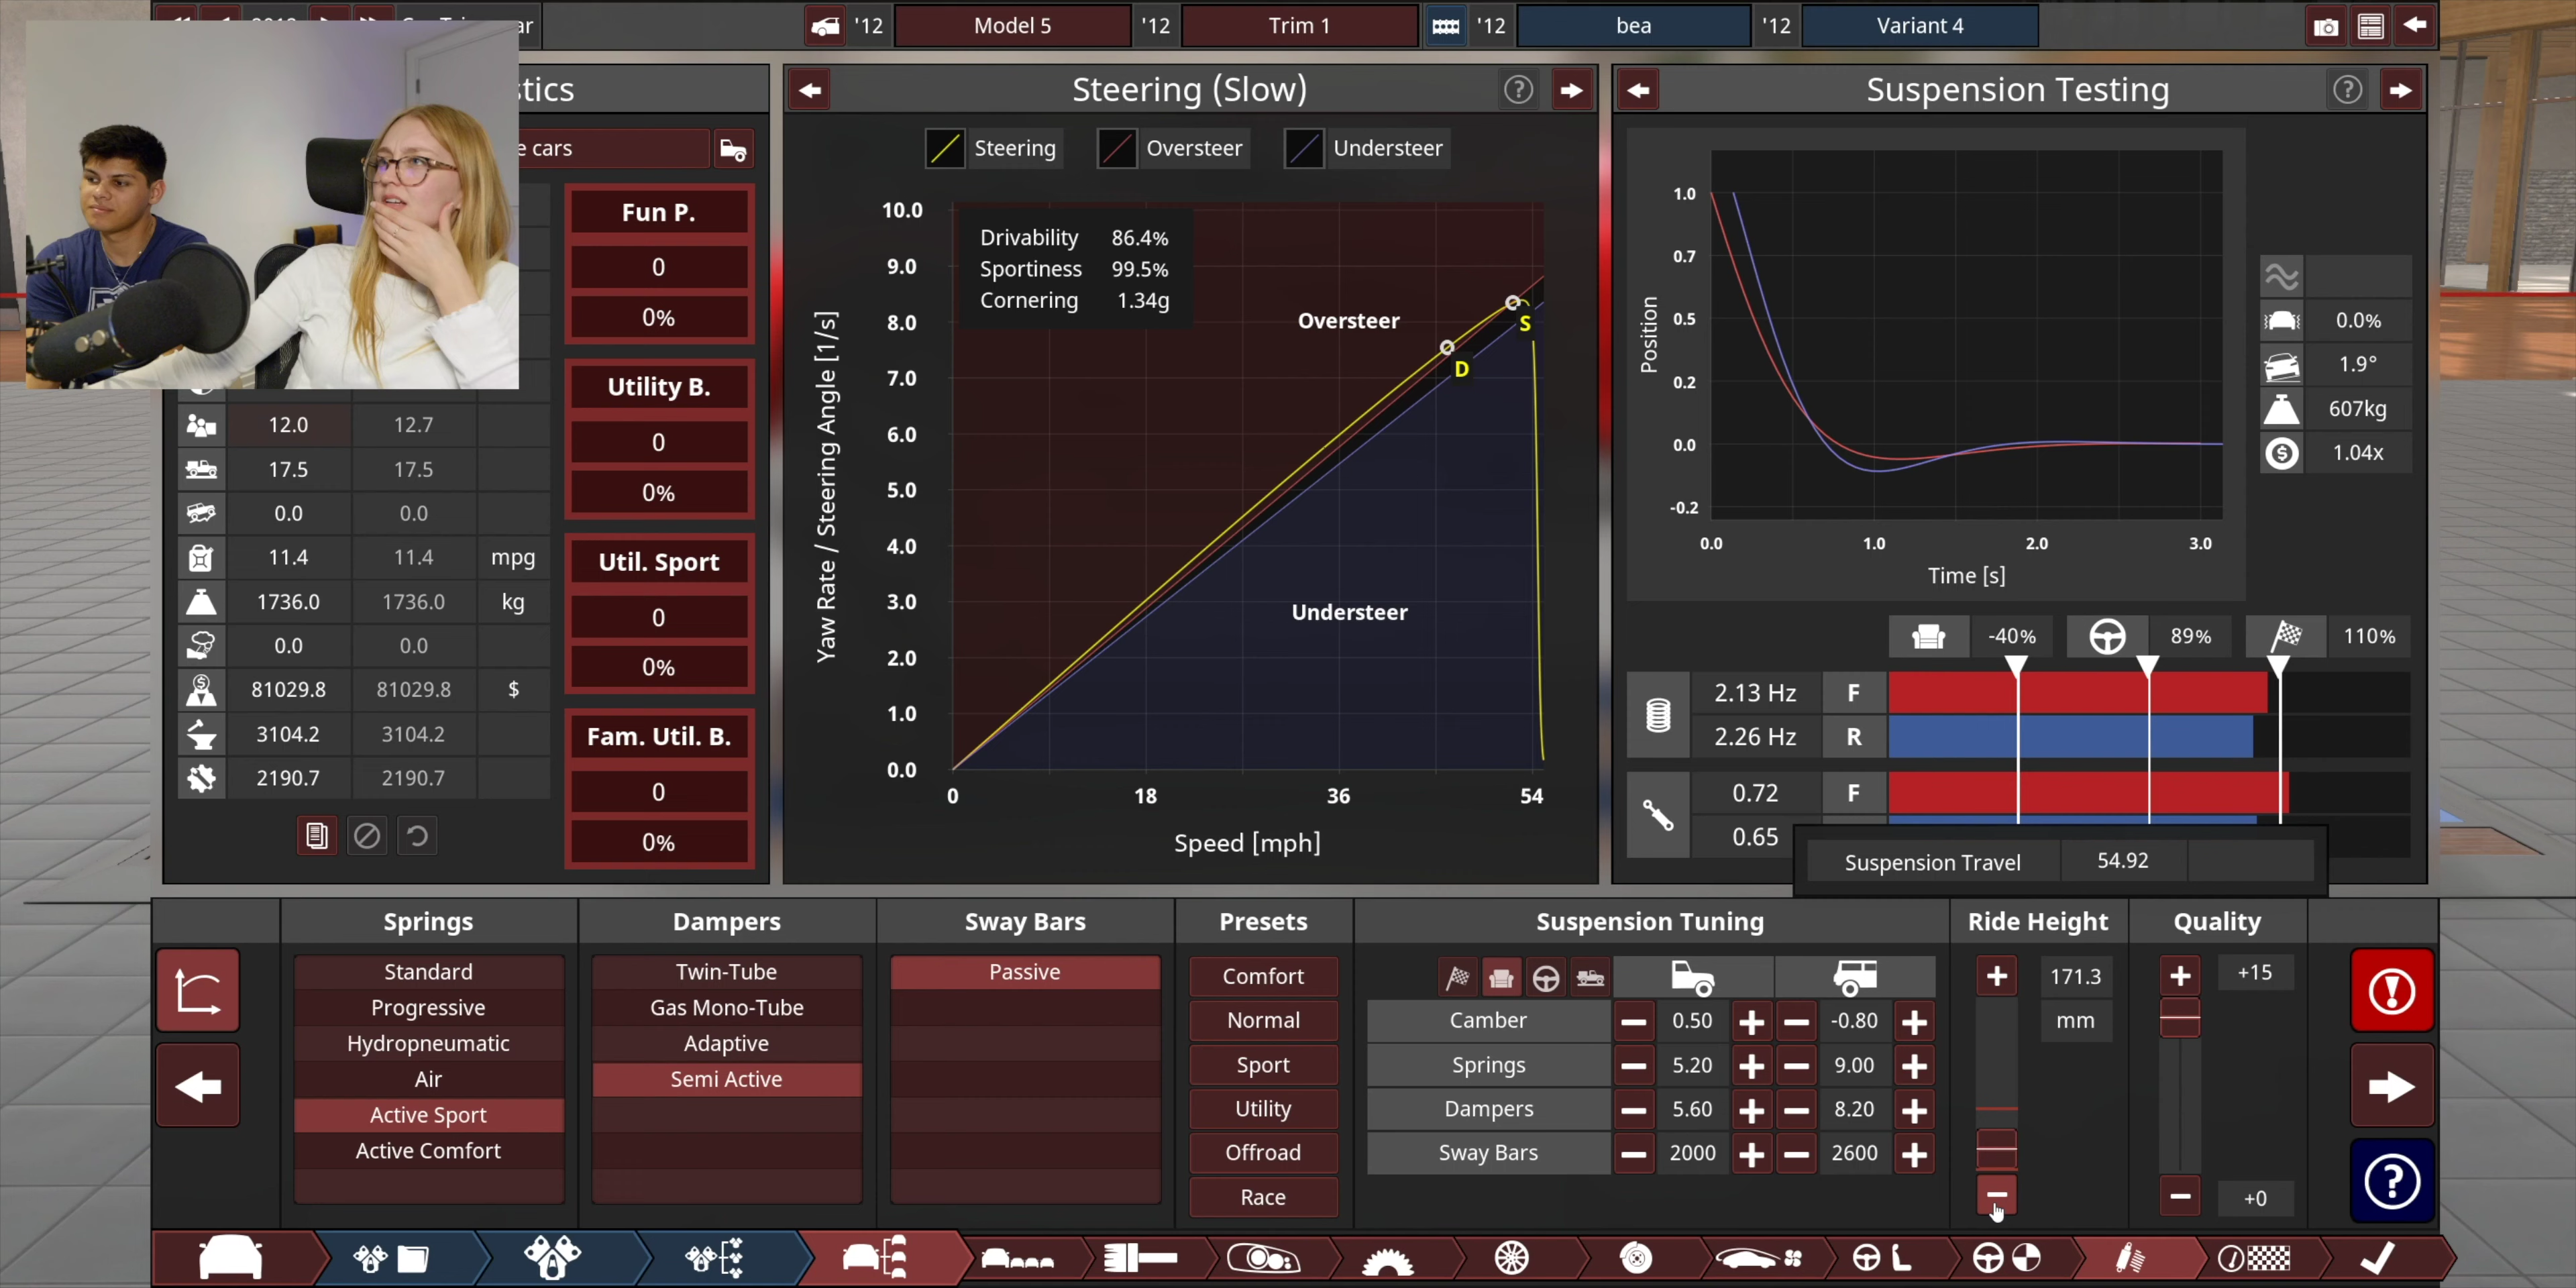 '12
Model 5
'12
Trim 1
'12
bea
'12
Variant 4
stics
e cars
Fun P.
0
0%
Utility B.
0
0%
Util. Sport
0
0%
Fam. Util. B.
0
0%
12.0 12.7
17.5 17.5
0.0 0.0
11.4 11.4 mpg
1736.0 1736.0 kg
0.0 0.0
81029.8 81029.8 $
3104.2 3104.2
2190.7 2190.7
Steering (Slow)
?
Steering
Oversteer
Understeer
Drivability 86.4%
Sportiness 99.5%
Cornering 1.34g
Oversteer
S
D
Understeer
Yaw Rate / Steering Angle [1/s]
10.0
9.0
8.0
7.0
6.0
5.0
4.0
3.0
2.0
1.0
0.0
0 18 36 54
Speed [mph]
Suspension Testing
?
Position
1.0
0.7
0.5
0.2
0.0
-0.2
0.0 1.0 2.0 3.0
Time [s]
0.0%
1.9°
607kg
1.04x
-40% 89% 110%
2.13 Hz F
2.26 Hz R
0.72 F
0.65
Suspension Travel 54.92
Springs
Standard
Progressive
Hydropneumatic
Air
Active Sport
Active Comfort
Dampers
Twin-Tube
Gas Mono-Tube
Adaptive
Semi Active
Sway Bars
Passive
Presets
Comfort
Normal
Sport
Utility
Offroad
Race
Suspension Tuning
Camber 0.50 -0.80
Springs 5.20 9.00
Dampers 5.60 8.20
Sway Bars 2000 2600
Ride Height
171.3
mm
Quality
+15
+0